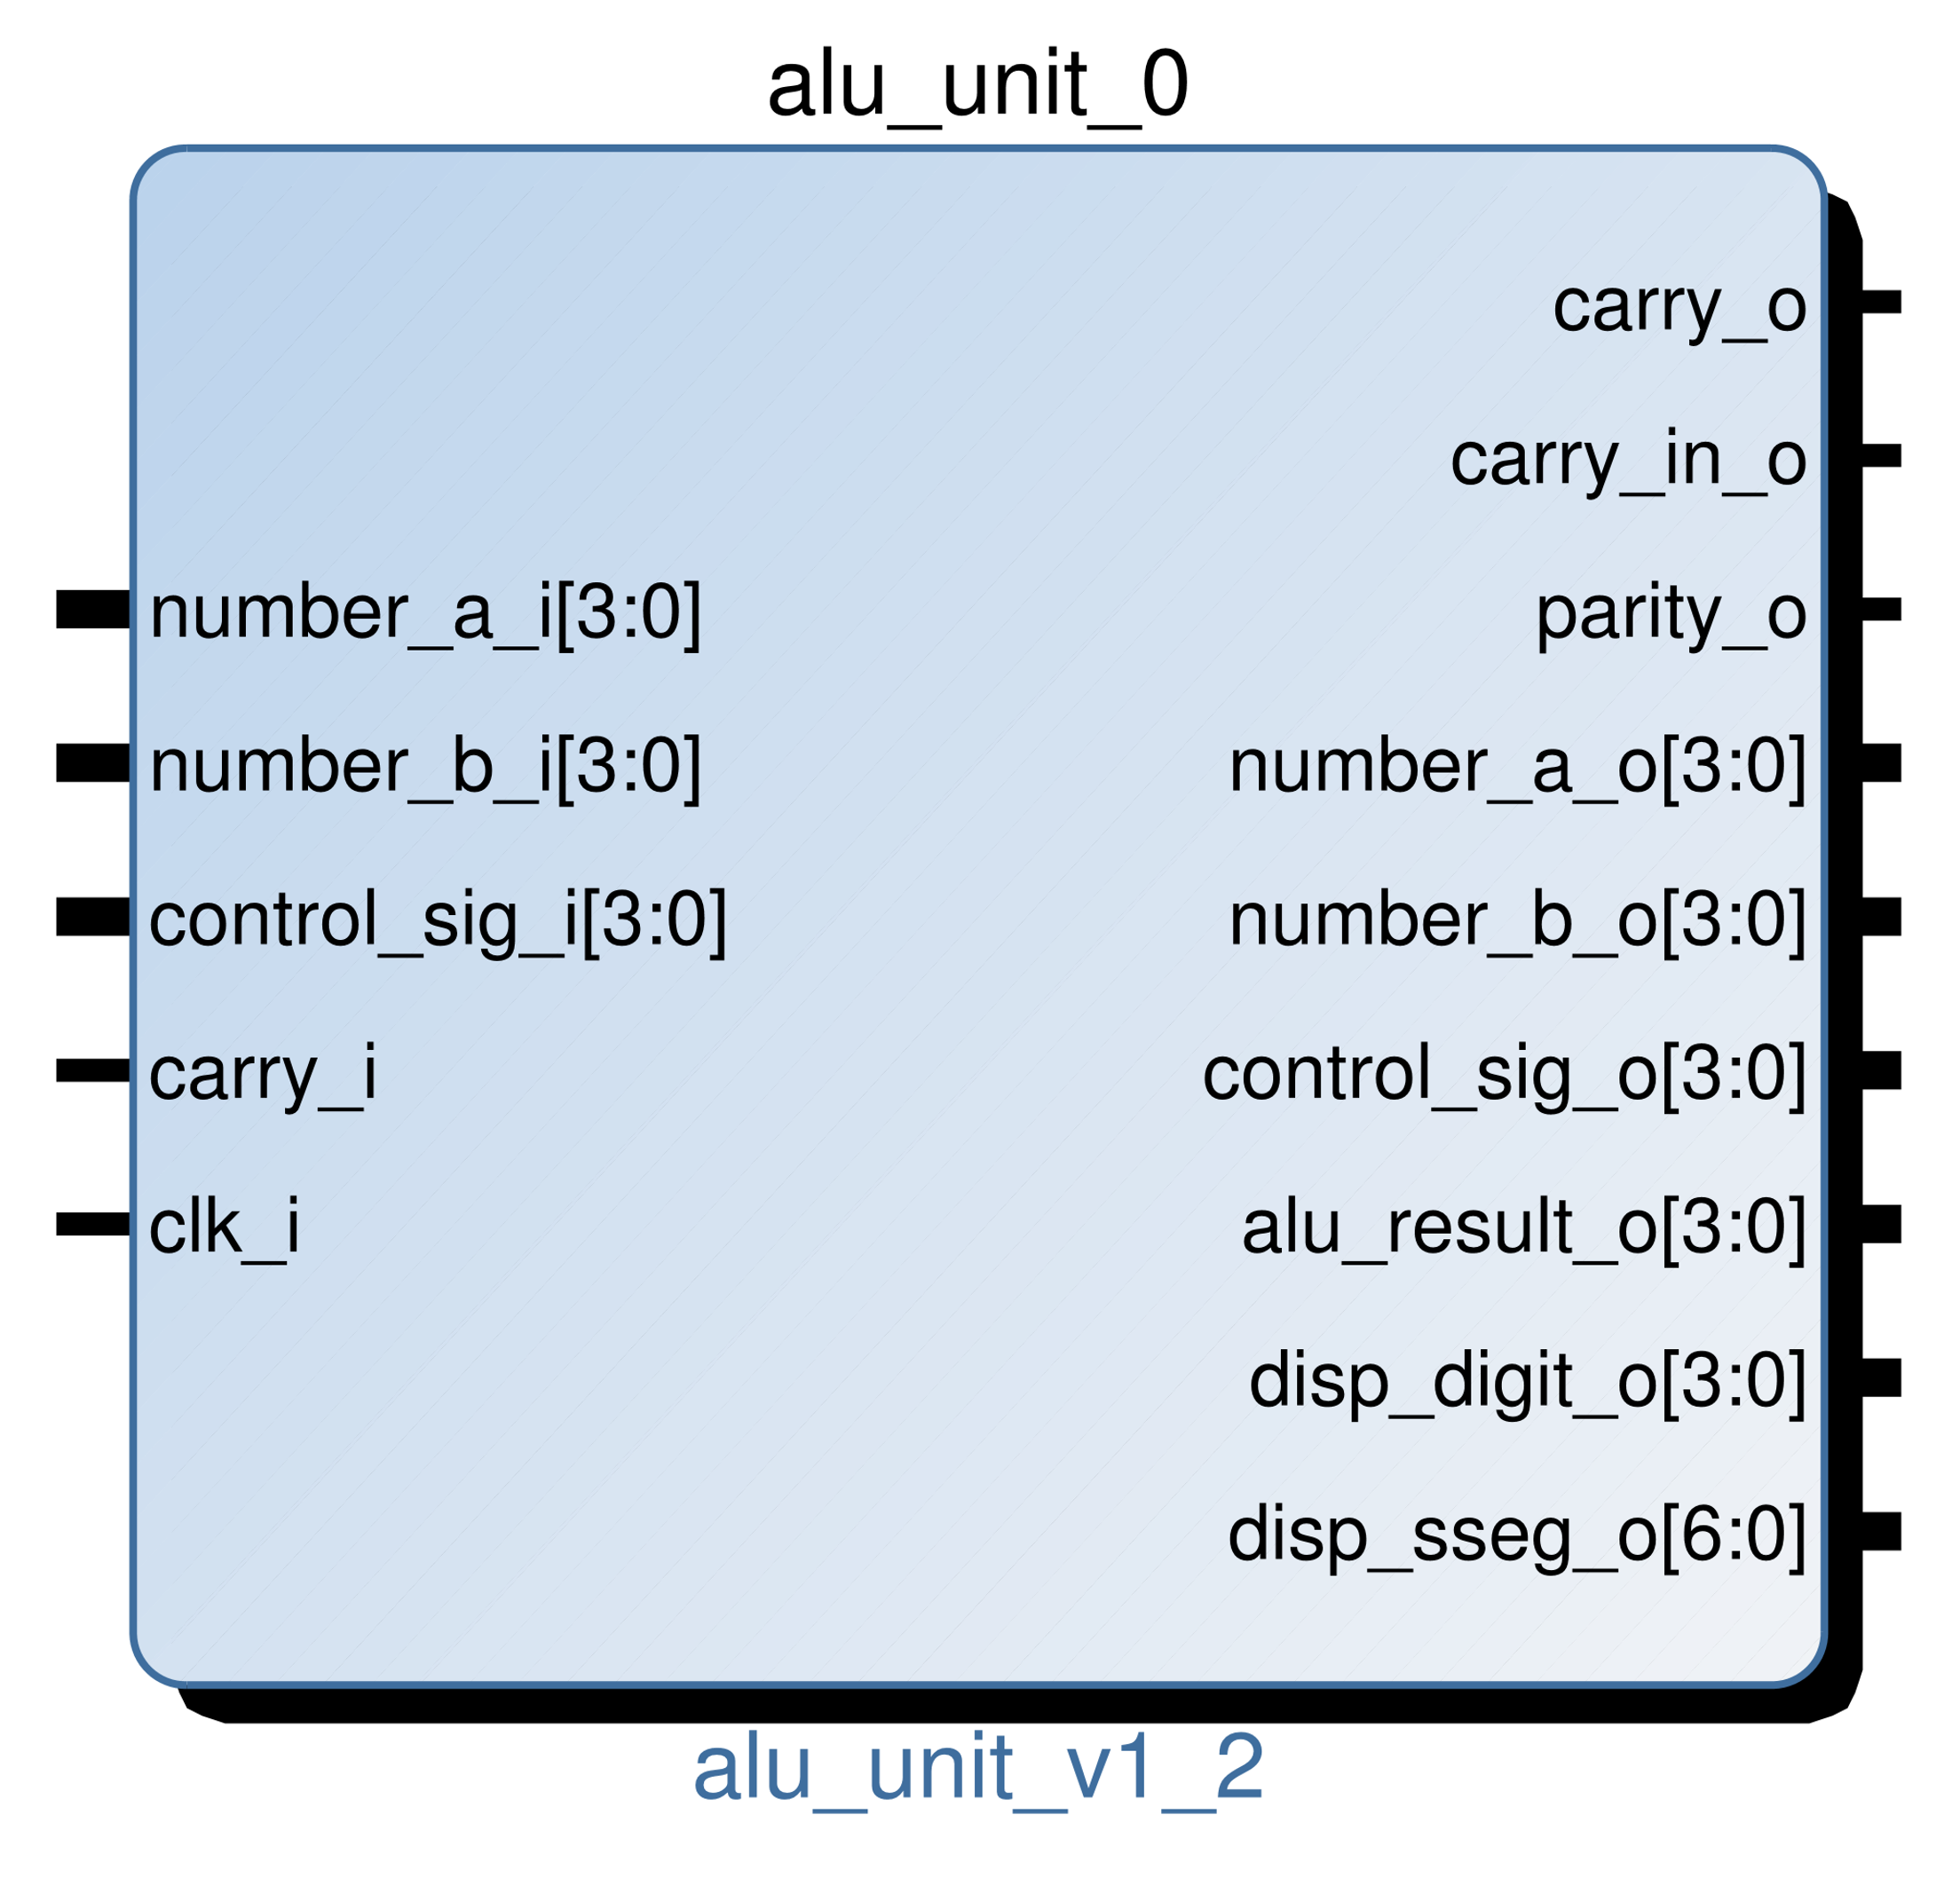 alu_unit_0
carry_o
carry_in_o
number_a_i[3:0]
parity_o
number_b_i[3:0]
number_a_o[3:0]
control_sig_i[3:0]
number_b_o[3:0]
carry_i
control_sig_o[3:0]
clk_i
alu_result_o[3:0]
disp_digit_o[3:0]
disp_sseg_o[6:0]
alu_unit_v1_2